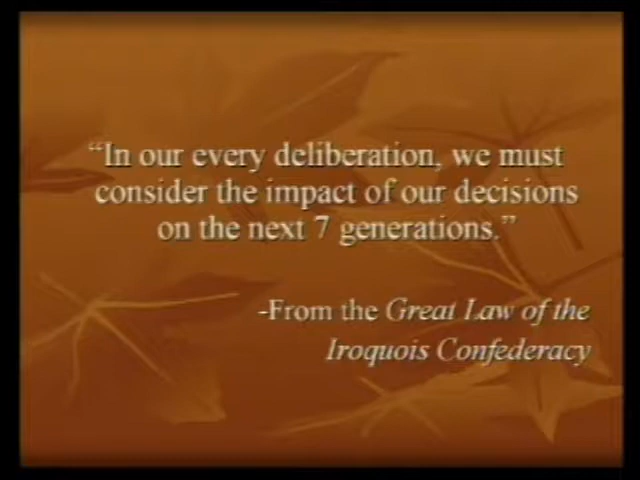 “In our every deliberation, we must
consider the impact of our decisions
on the next 7 generations.”
-From the Great Law of the
Iroquois Confederacy